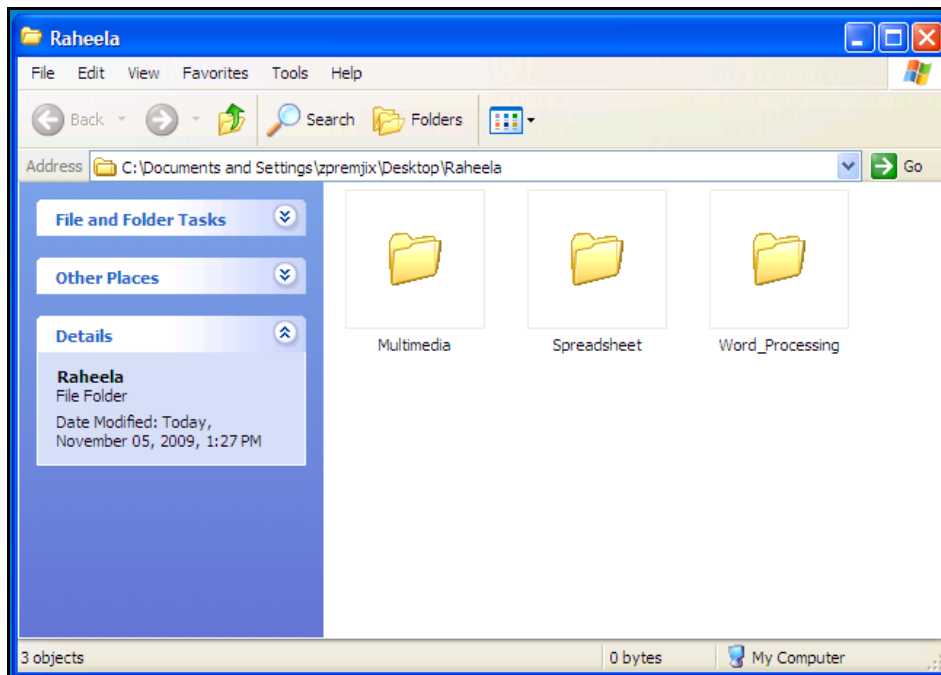 Raheela
File Edit View Favorites Tools Help
Back Search Folders
Address C:\Documents and Settings\zpremjix\Desktop\Raheela Go
File and Folder Tasks
Other Places
Details
Raheela
File Folder
Date Modified: Today,
November 05, 2009, 1:27 PM
Multimedia Spreadsheet Word_Processing
3 objects 0 bytes My Computer